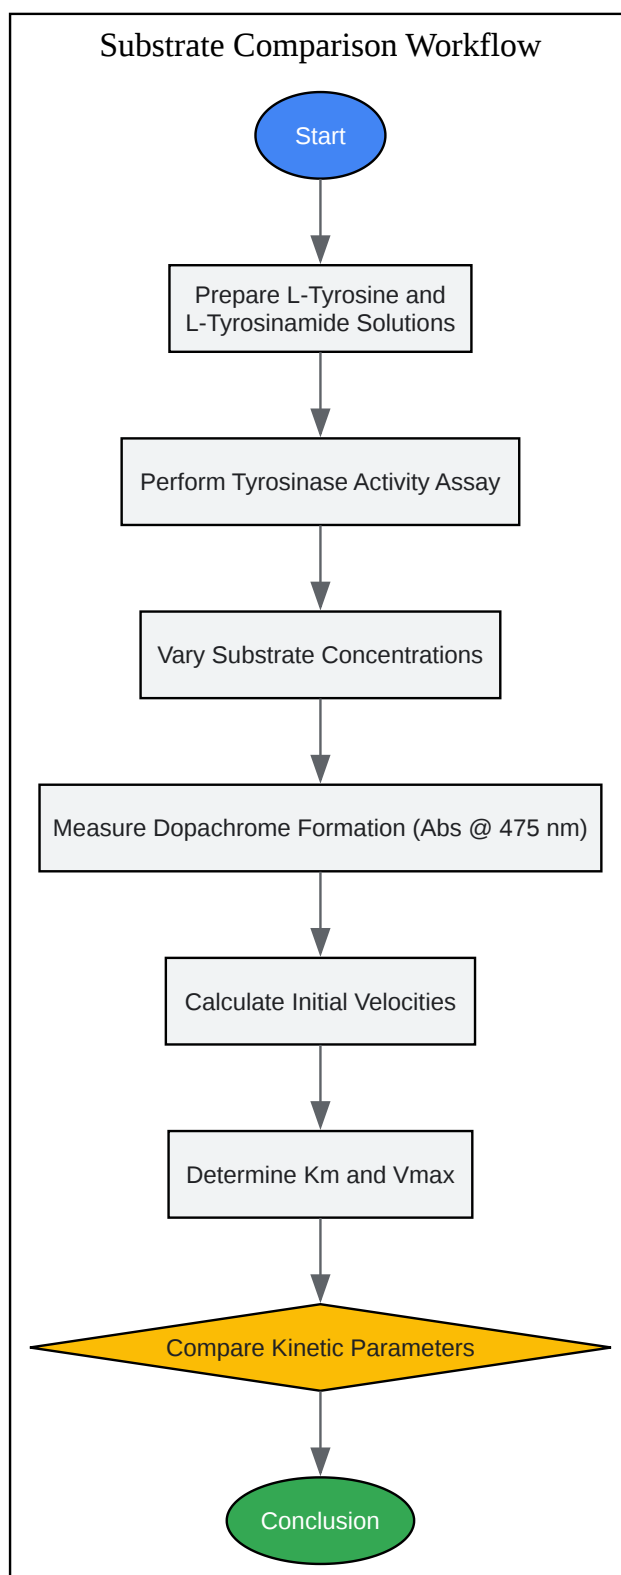 Substrate Comparison Workflow
Start
Prepare L-Tyrosine and
L-Tyrosinamide Solutions
Perform Tyrosinase Activity Assay
Vary Substrate Concentrations
Measure Dopachrome Formation (Abs @ 475 nm)
Calculate Initial Velocities
Determine Km and Vmax
Compare Kinetic Parameters
Conclusion